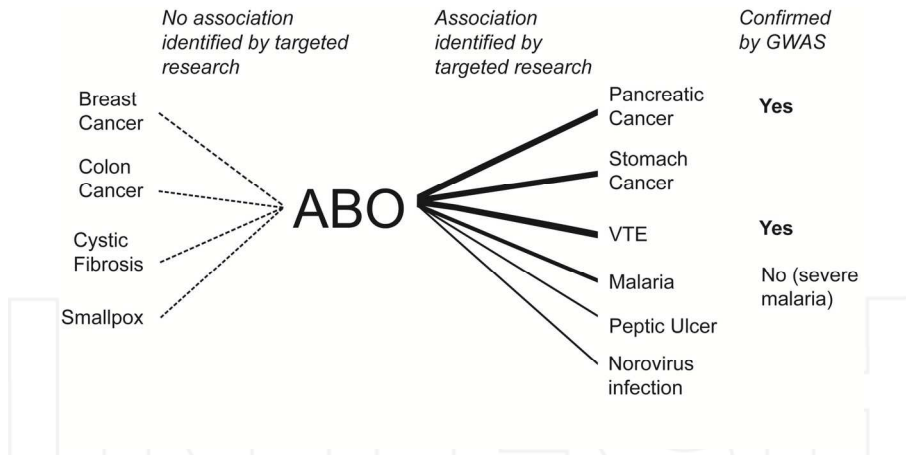 No association
identified by targeted
research
Association
identified by
targeted research
Confirmed
by GWAS
Breast
Cancer
Colon
Cancer
Cystic
Fibrosis
Smallpox
ABO
Pancreatic
Cancer
Yes
Stomach
Cancer
VTE
Yes
Malaria
No (severe
malaria)
Peptic Ulcer
Norovirus
infection